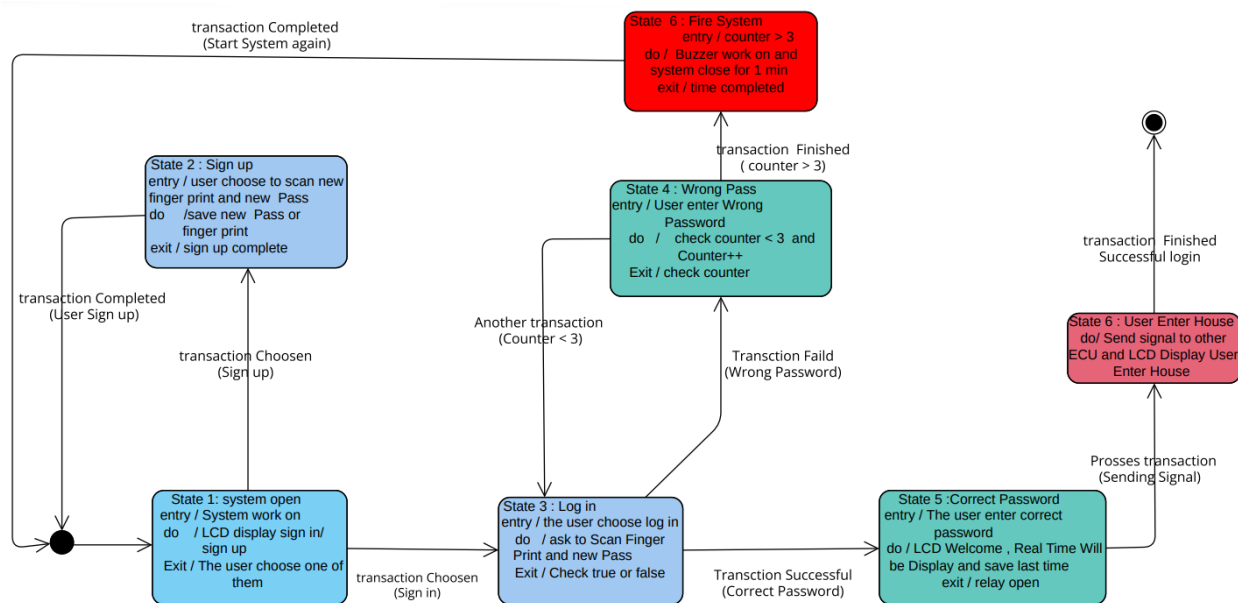 transaction Completed
(Start System again)
State 6 : Fire System
entry / counter > 3
do / Buzzer work on and
system close for 1 min
exit / time completed
transaction Finished
( counter > 3)
State 2 : Sign up
entry / user choose to scan new
finger print and new Pass
do /save new Pass or
finger print
exit / sign up complete
State 4 : Wrong Pass
entry / User enter Wrong
Password
do / check counter < 3 and
Counter++
Exit / check counter
transaction Finished
Successful login
transaction Completed
(User Sign up)
transaction Choosen
(Sign up)
Another transaction
(Counter < 3)
Transction Faild
(Wrong Password)
State 6 : User Enter House
do/ Send signal to other
ECU and LCD Display User
Enter House
Prosses transaction
(Sending Signal)
State 1: system open
entry / System work on
do / LCD display sign in/
sign up
Exit / The user choose one of
them
transaction Choosen
(Sign in)
State 3 : Log in
entry / the user choose log in
do / ask to Scan Finger
Print and new Pass
Exit / Check true or false
Transction Successful
(Correct Password)
State 5 :Correct Password
entry / The user enter correct
password
do / LCD Welcome , Real Time Will
be Display and save last time
exit / relay open